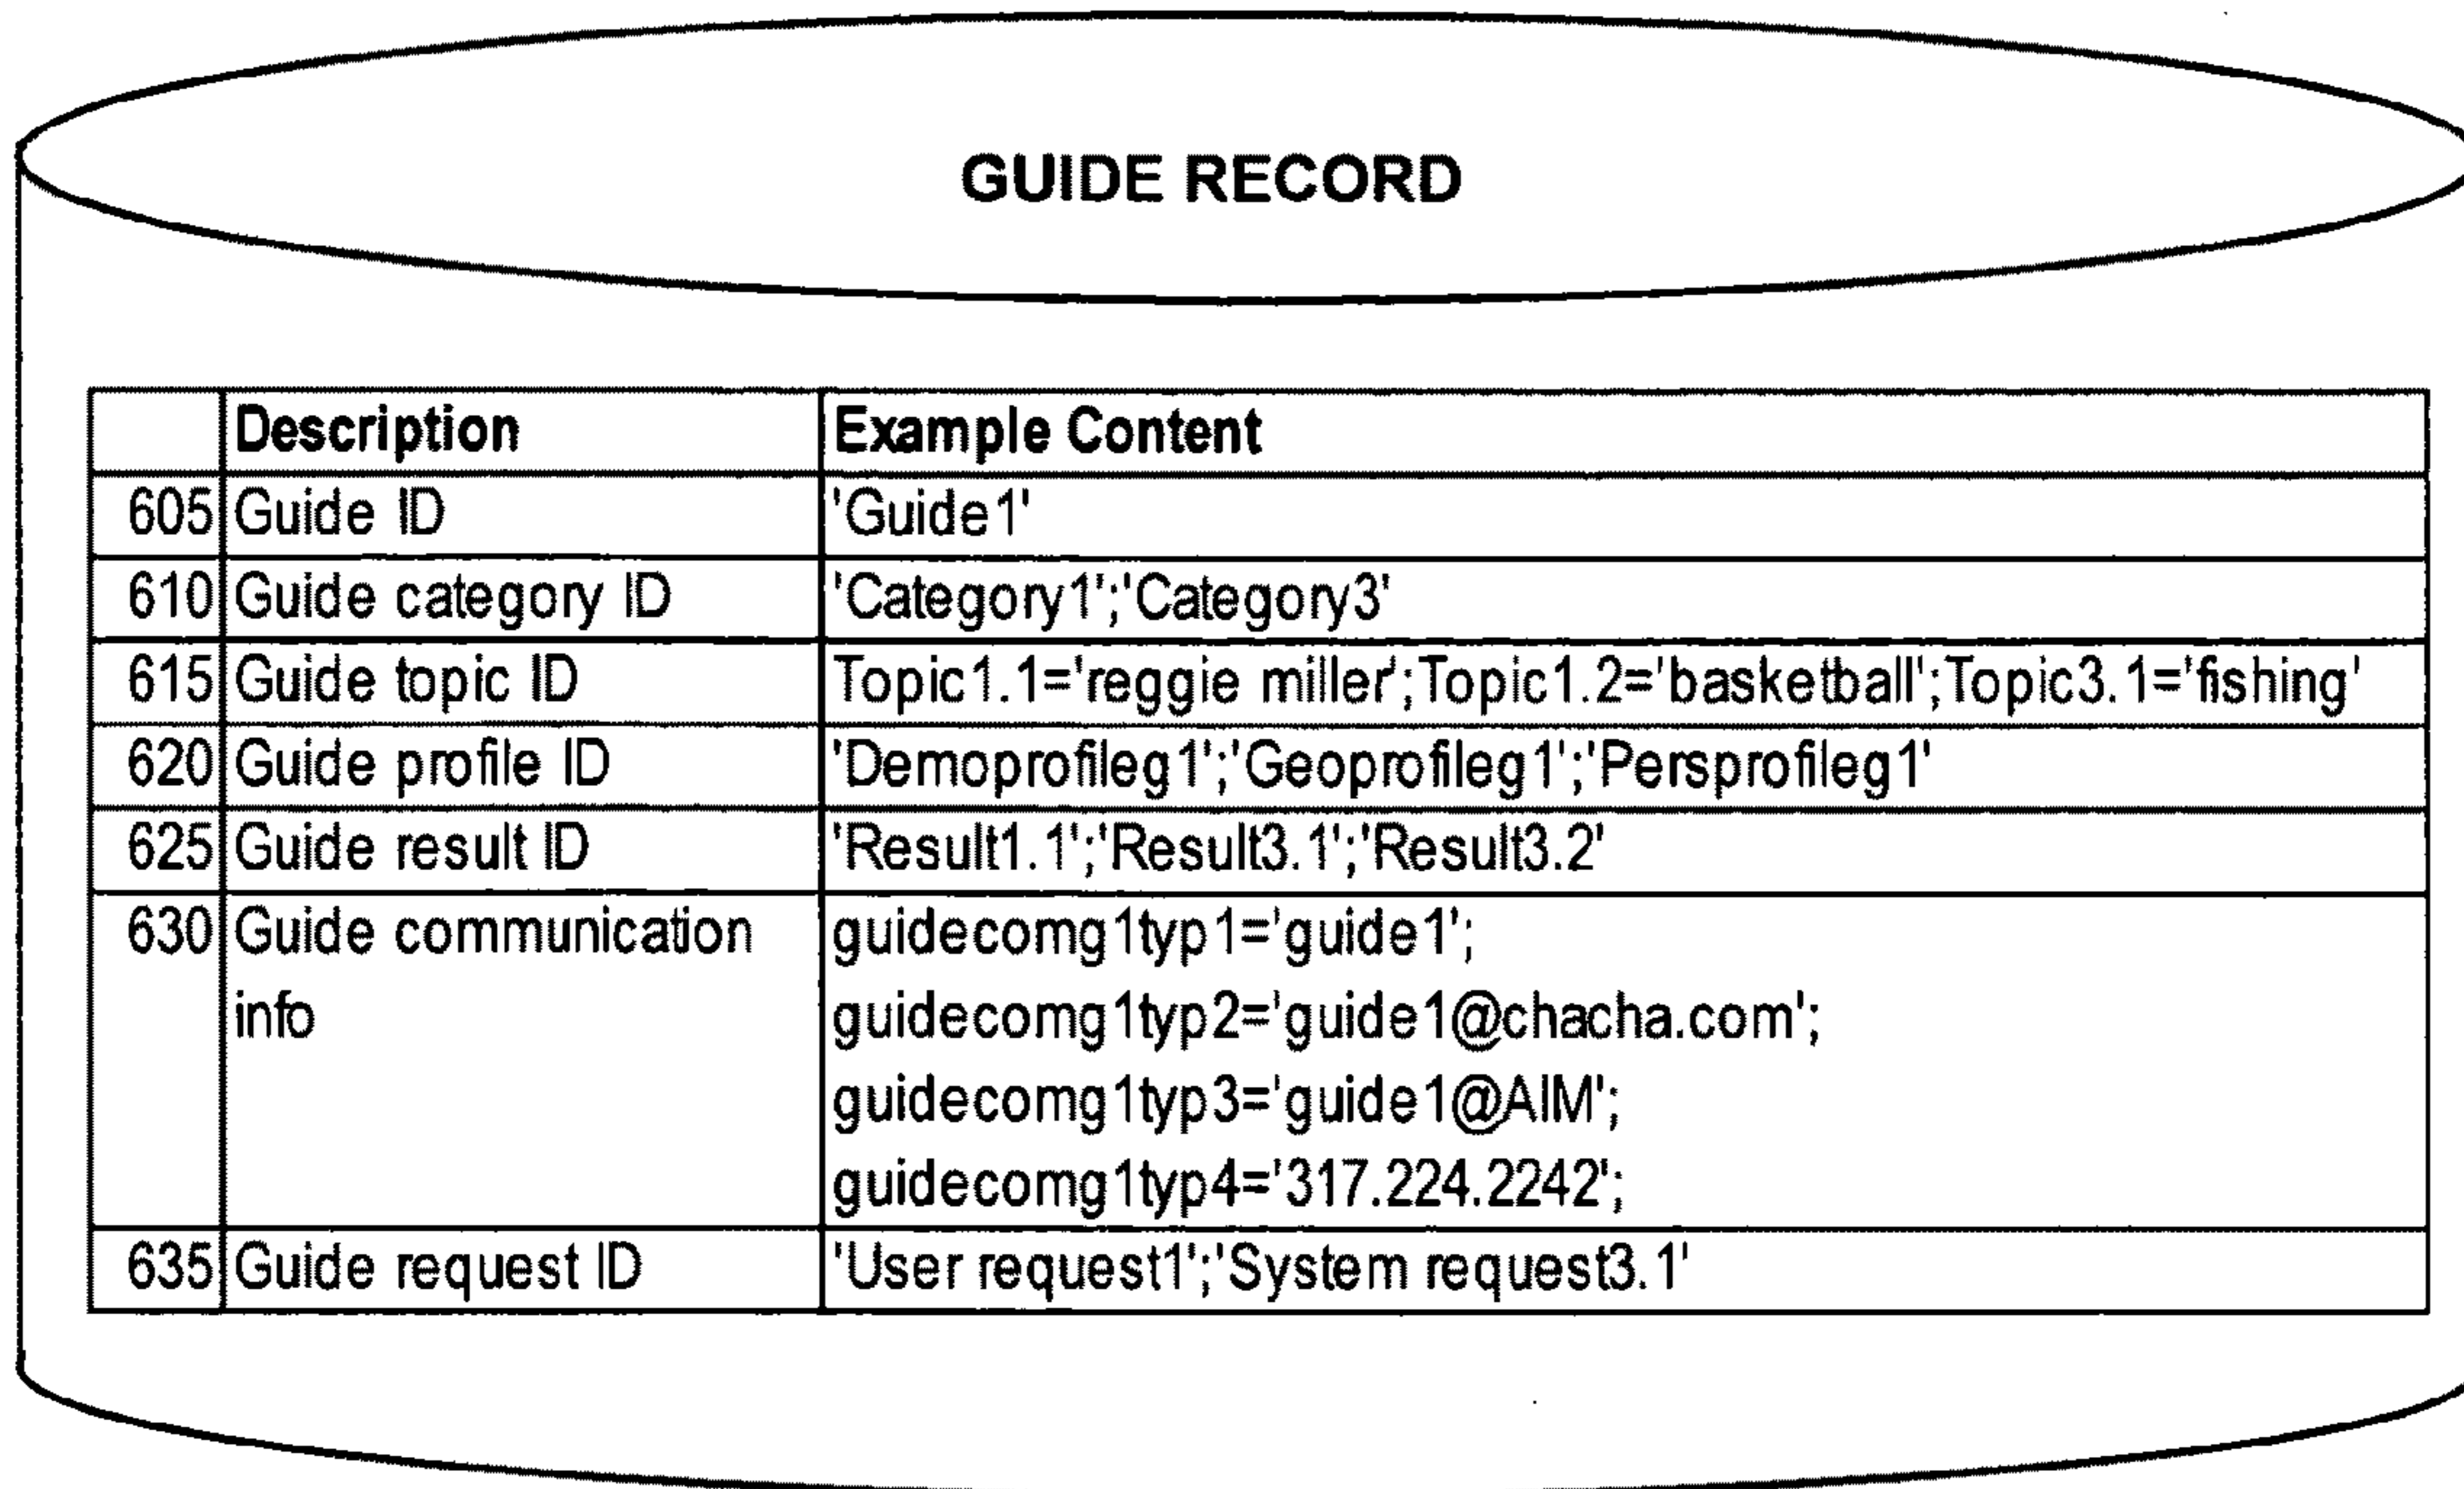 GUIDE RECORD
Description Example Content
605 Guide ID 'Guide1'
610 Guide category ID 'Category1';'Category3'
615 Guide topic ID Topic1.1='reggie miller';Topic1.2='basketball';Topic3.1='fishing'
620 Guide profile ID 'Demoprofileg1';'Geoprofileg1';'Persprofileg1'
625 Guide result ID 'Result1.1';'Result3.1';'Result3.2'
630 Guide communication guidecomg1typ1='guide1';
info guidecomg1typ2='guide1@chacha.com';
guidecomg1typ3='guide1@AIM';
guidecomg1typ4='317.224.2242';
635 Guide request ID 'User request1';'System request3.1'